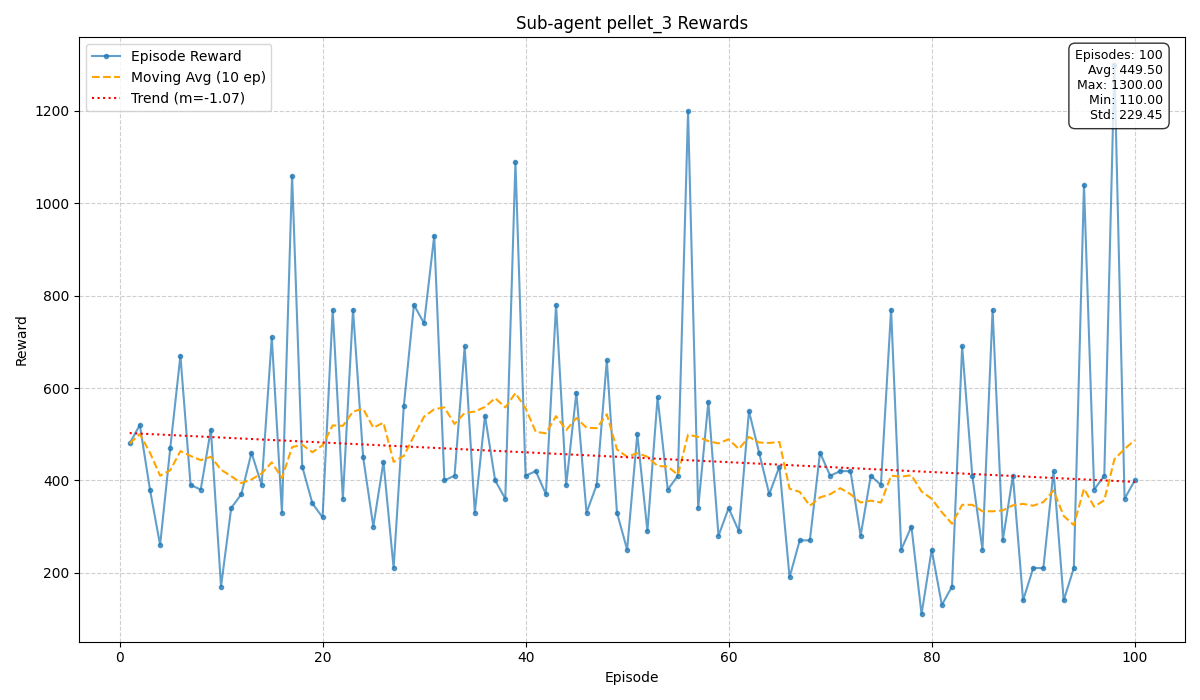 Sub-agent pellet_3 Rewards
Episode Reward
Moving Avg (10 ep)
Trend (m=-1.07)
Episodes: 100
Avg: 449.50
Max: 1300.00
Min: 110.00
Std: 229.45
1200
1000
800
600
400
200
Reward
0
20
40
60
80
100
Episode